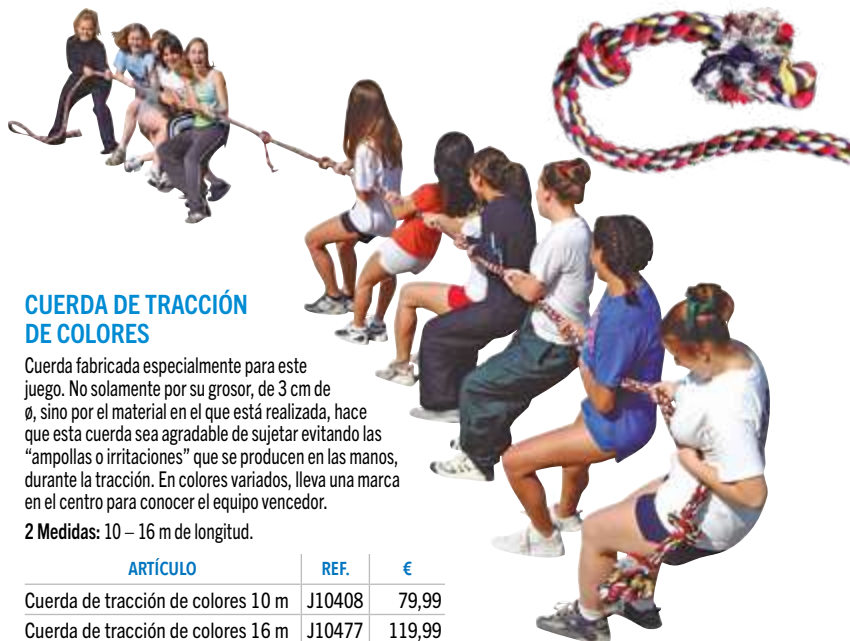 CUERDA DE TRACCIÓN
DE COLORES
Cuerda fabricada especialmente para este
juego. No solamente por su grosor, de 3 cm de
ø, sino por el material en el que está realizada, hace
que esta cuerda sea agradable de sujetar evitando las
“ampollas o irritaciones” que se producen en las manos,
durante la tracción. En colores variados, lleva una marca
en el centro para conocer el equipo vencedor.
2 Medidas: 10 – 16 m de longitud.
ARTÍCULO REF. €
Cuerda de tracción de colores 10 m J10408 79,99
Cuerda de tracción de colores 16 m J10477 119,99